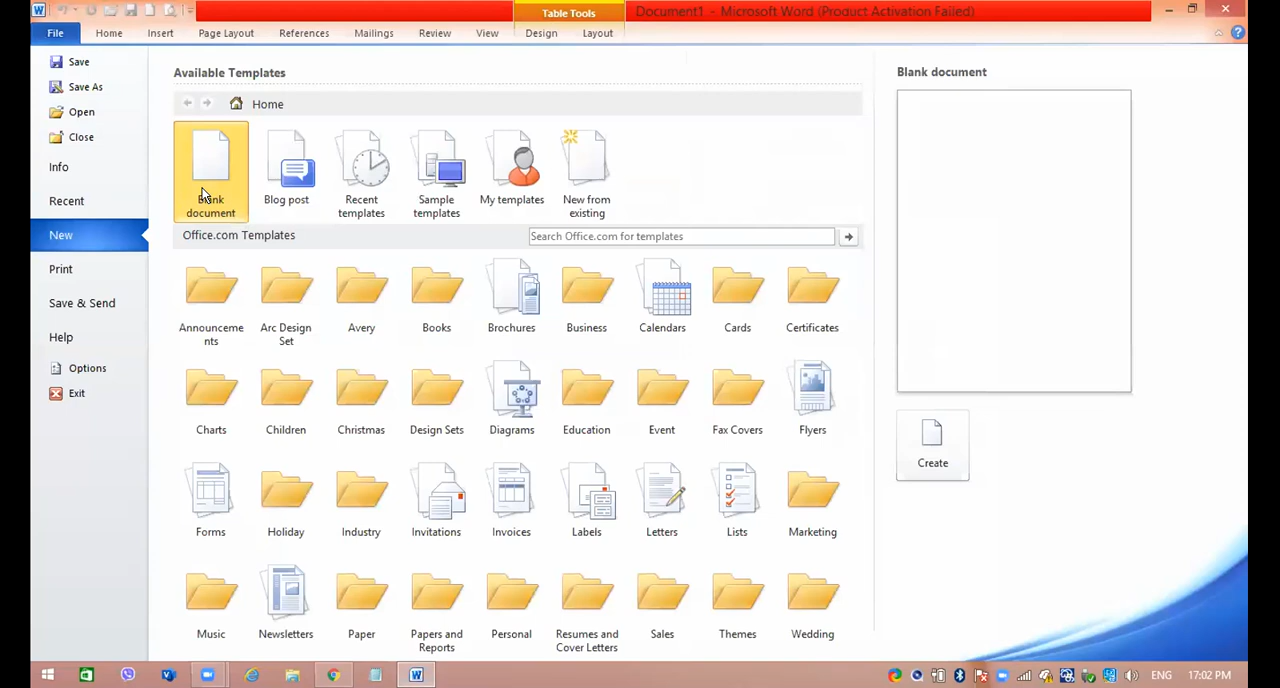 Table Tools
Document1 - Microsoft Word (Product Activation Failed)
File Home Insert Page Layout References Mailings Review View Design Layout
Save
Save As
Open
Close
Info
Recent
New
Print
Save & Send
Help
Options
Exit
Available Templates
Home
Blank
document
Blog post
Recent
templates
Sample
templates
My templates
New from
existing
Office.com Templates
Search Office.com for templates
Announceme
nts
Arc Design
Set
Avery
Books
Brochures
Business
Calendars
Cards
Certificates
Charts
Children
Christmas
Design Sets
Diagrams
Education
Event
Fax Covers
Flyers
Forms
Holiday
Industry
Invitations
Invoices
Labels
Letters
Lists
Marketing
Music
Newsletters
Paper
Papers and
Reports
Personal
Resumes and
Cover Letters
Sales
Themes
Wedding
Blank document
Create
ENG
17:02 PM